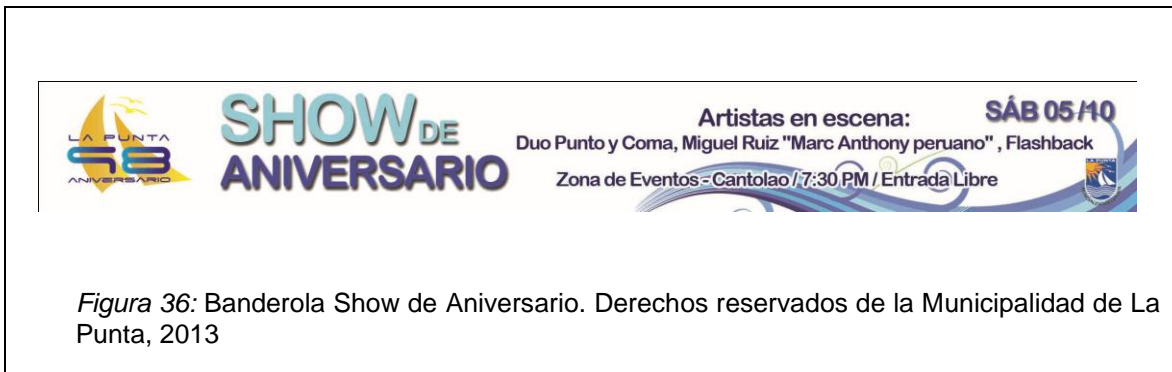 LA PUNTA
98
ANIVERSARIO
SHOW DE
ANIVERSARIO
Artistas en escena:
SÁB 05/10
Duo Punto y Coma, Miguel Ruiz "Marc Anthony peruano" , Flashback
Zona de Eventos - Cantolao / 7:30 PM / Entrada Libre
LA PUNTA
Figura 36: Banderola Show de Aniversario. Derechos reservados de la Municipalidad de La
Punta, 2013